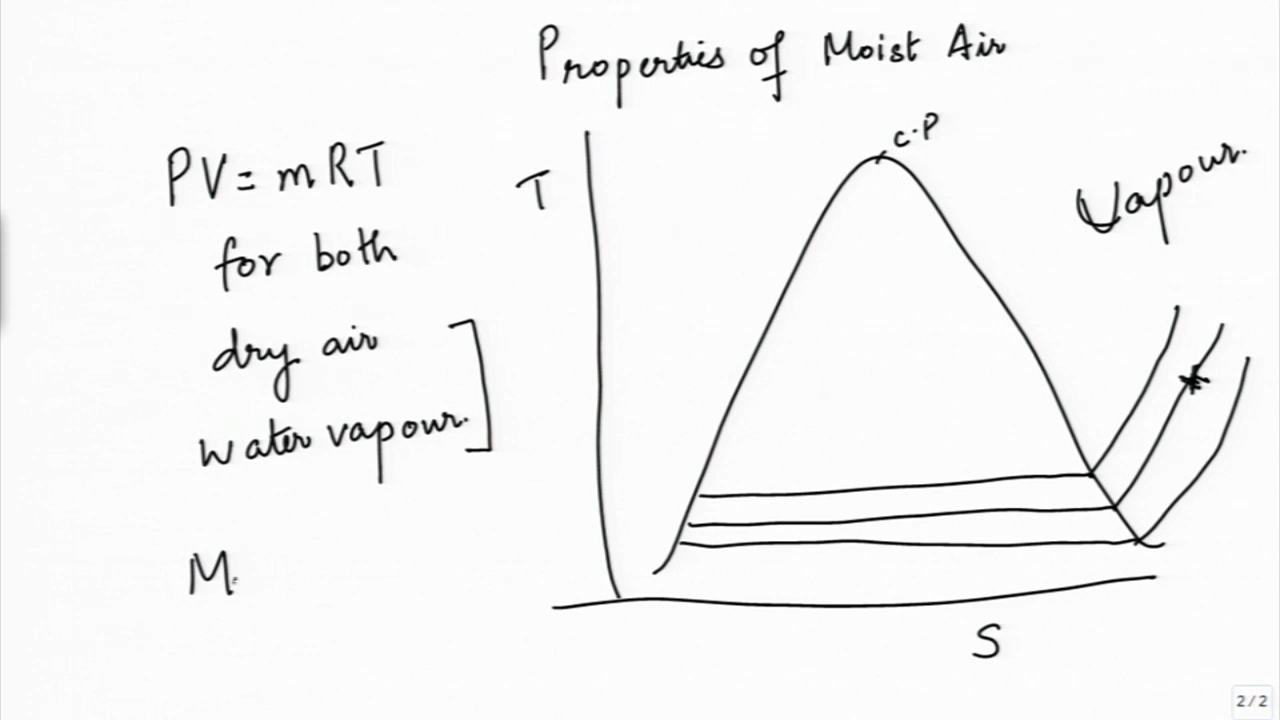 Properties of Moist Air
PV = mRT
for both
dry air
water vapour.
M.
T
C.P
Vapour.
S
2/2